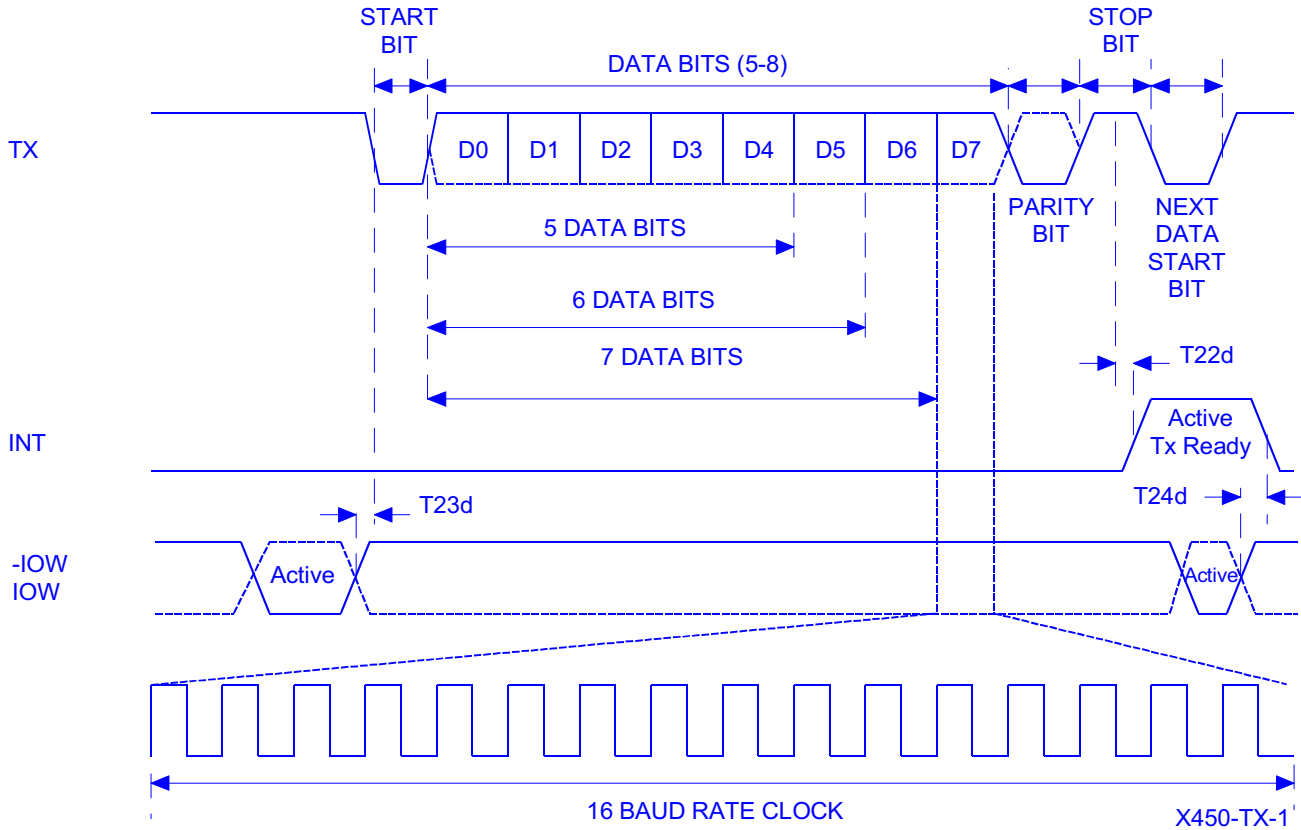 START
BIT
STOP
BIT
DATA BITS (5-8)
TX
D0 D1 D2 D3 D4 D5 D6 D7
PARITY
BIT
NEXT
DATA
START
BIT
5 DATA BITS
6 DATA BITS
7 DATA BITS
T22d
INT
Active
Tx Ready
T23d
T24d
-IOW
IOW
Active
Active
16 BAUD RATE CLOCK
X450-TX-1